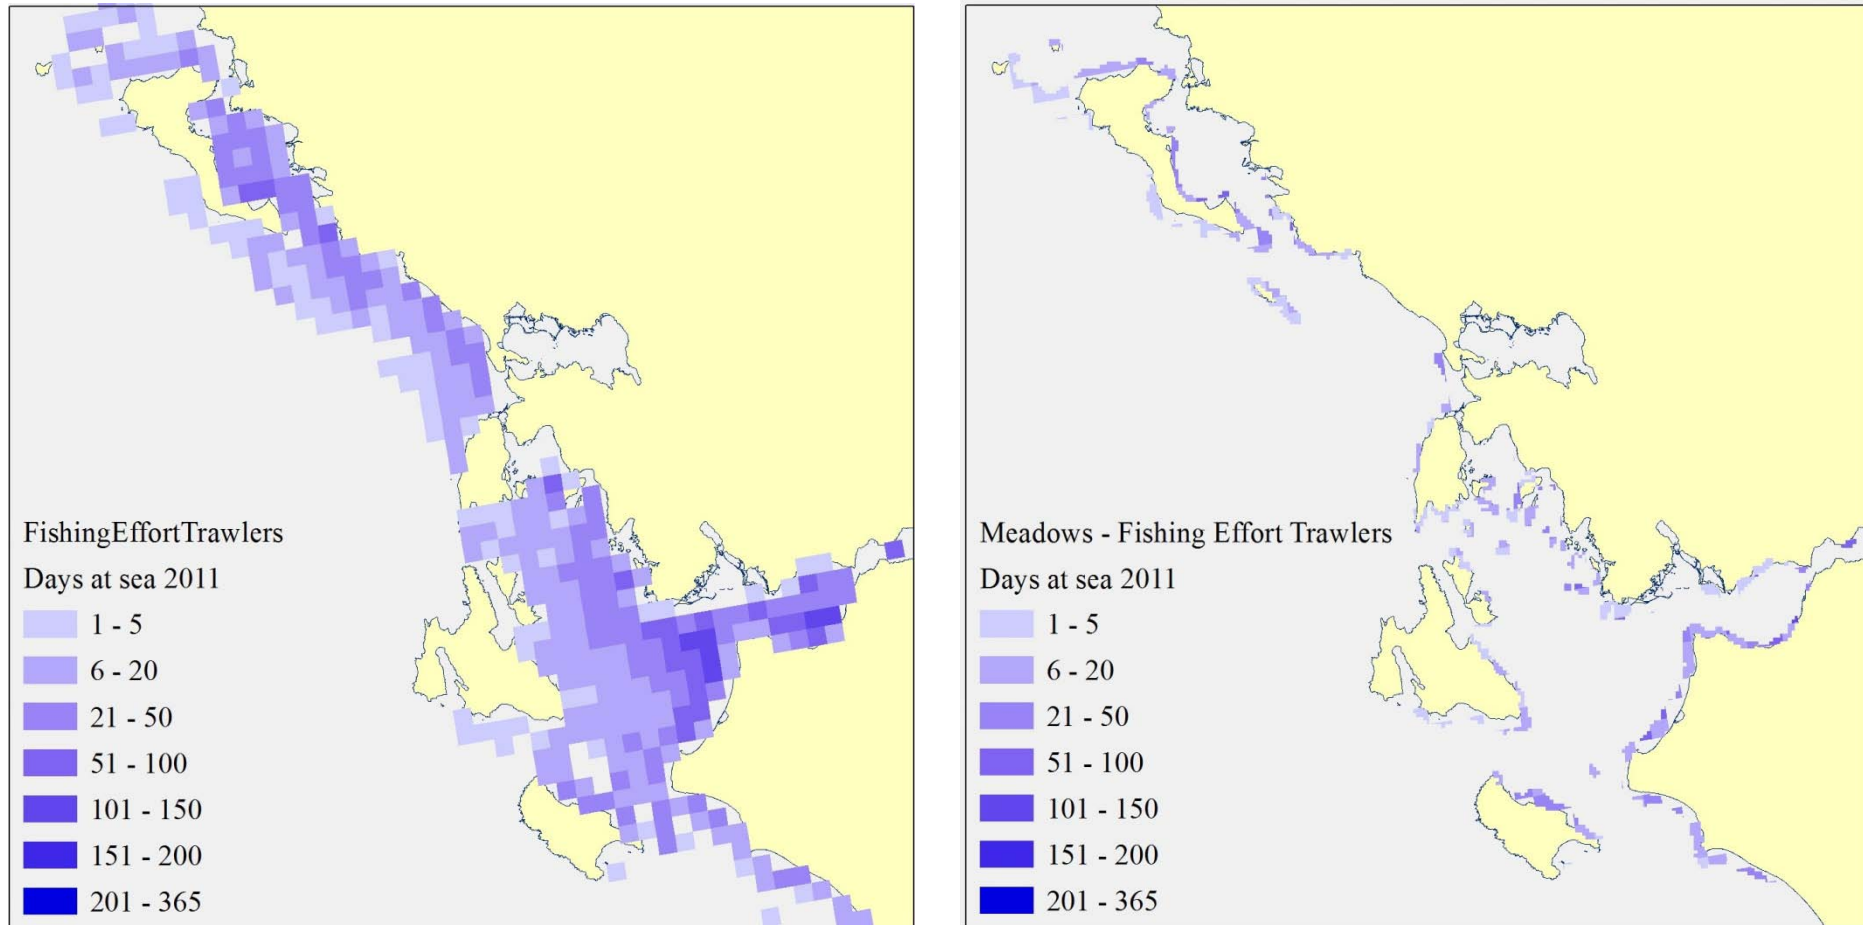 FishingEffortTrawlers
Days at sea 2011
1 - 5
6 - 20
21 - 50
51 - 100
101 - 150
151 - 200
201 - 365
Meadows - Fishing Effort Trawlers
Days at sea 2011
1 - 5
6 - 20
21 - 50
51 - 100
101 - 150
151 - 200
201 - 365